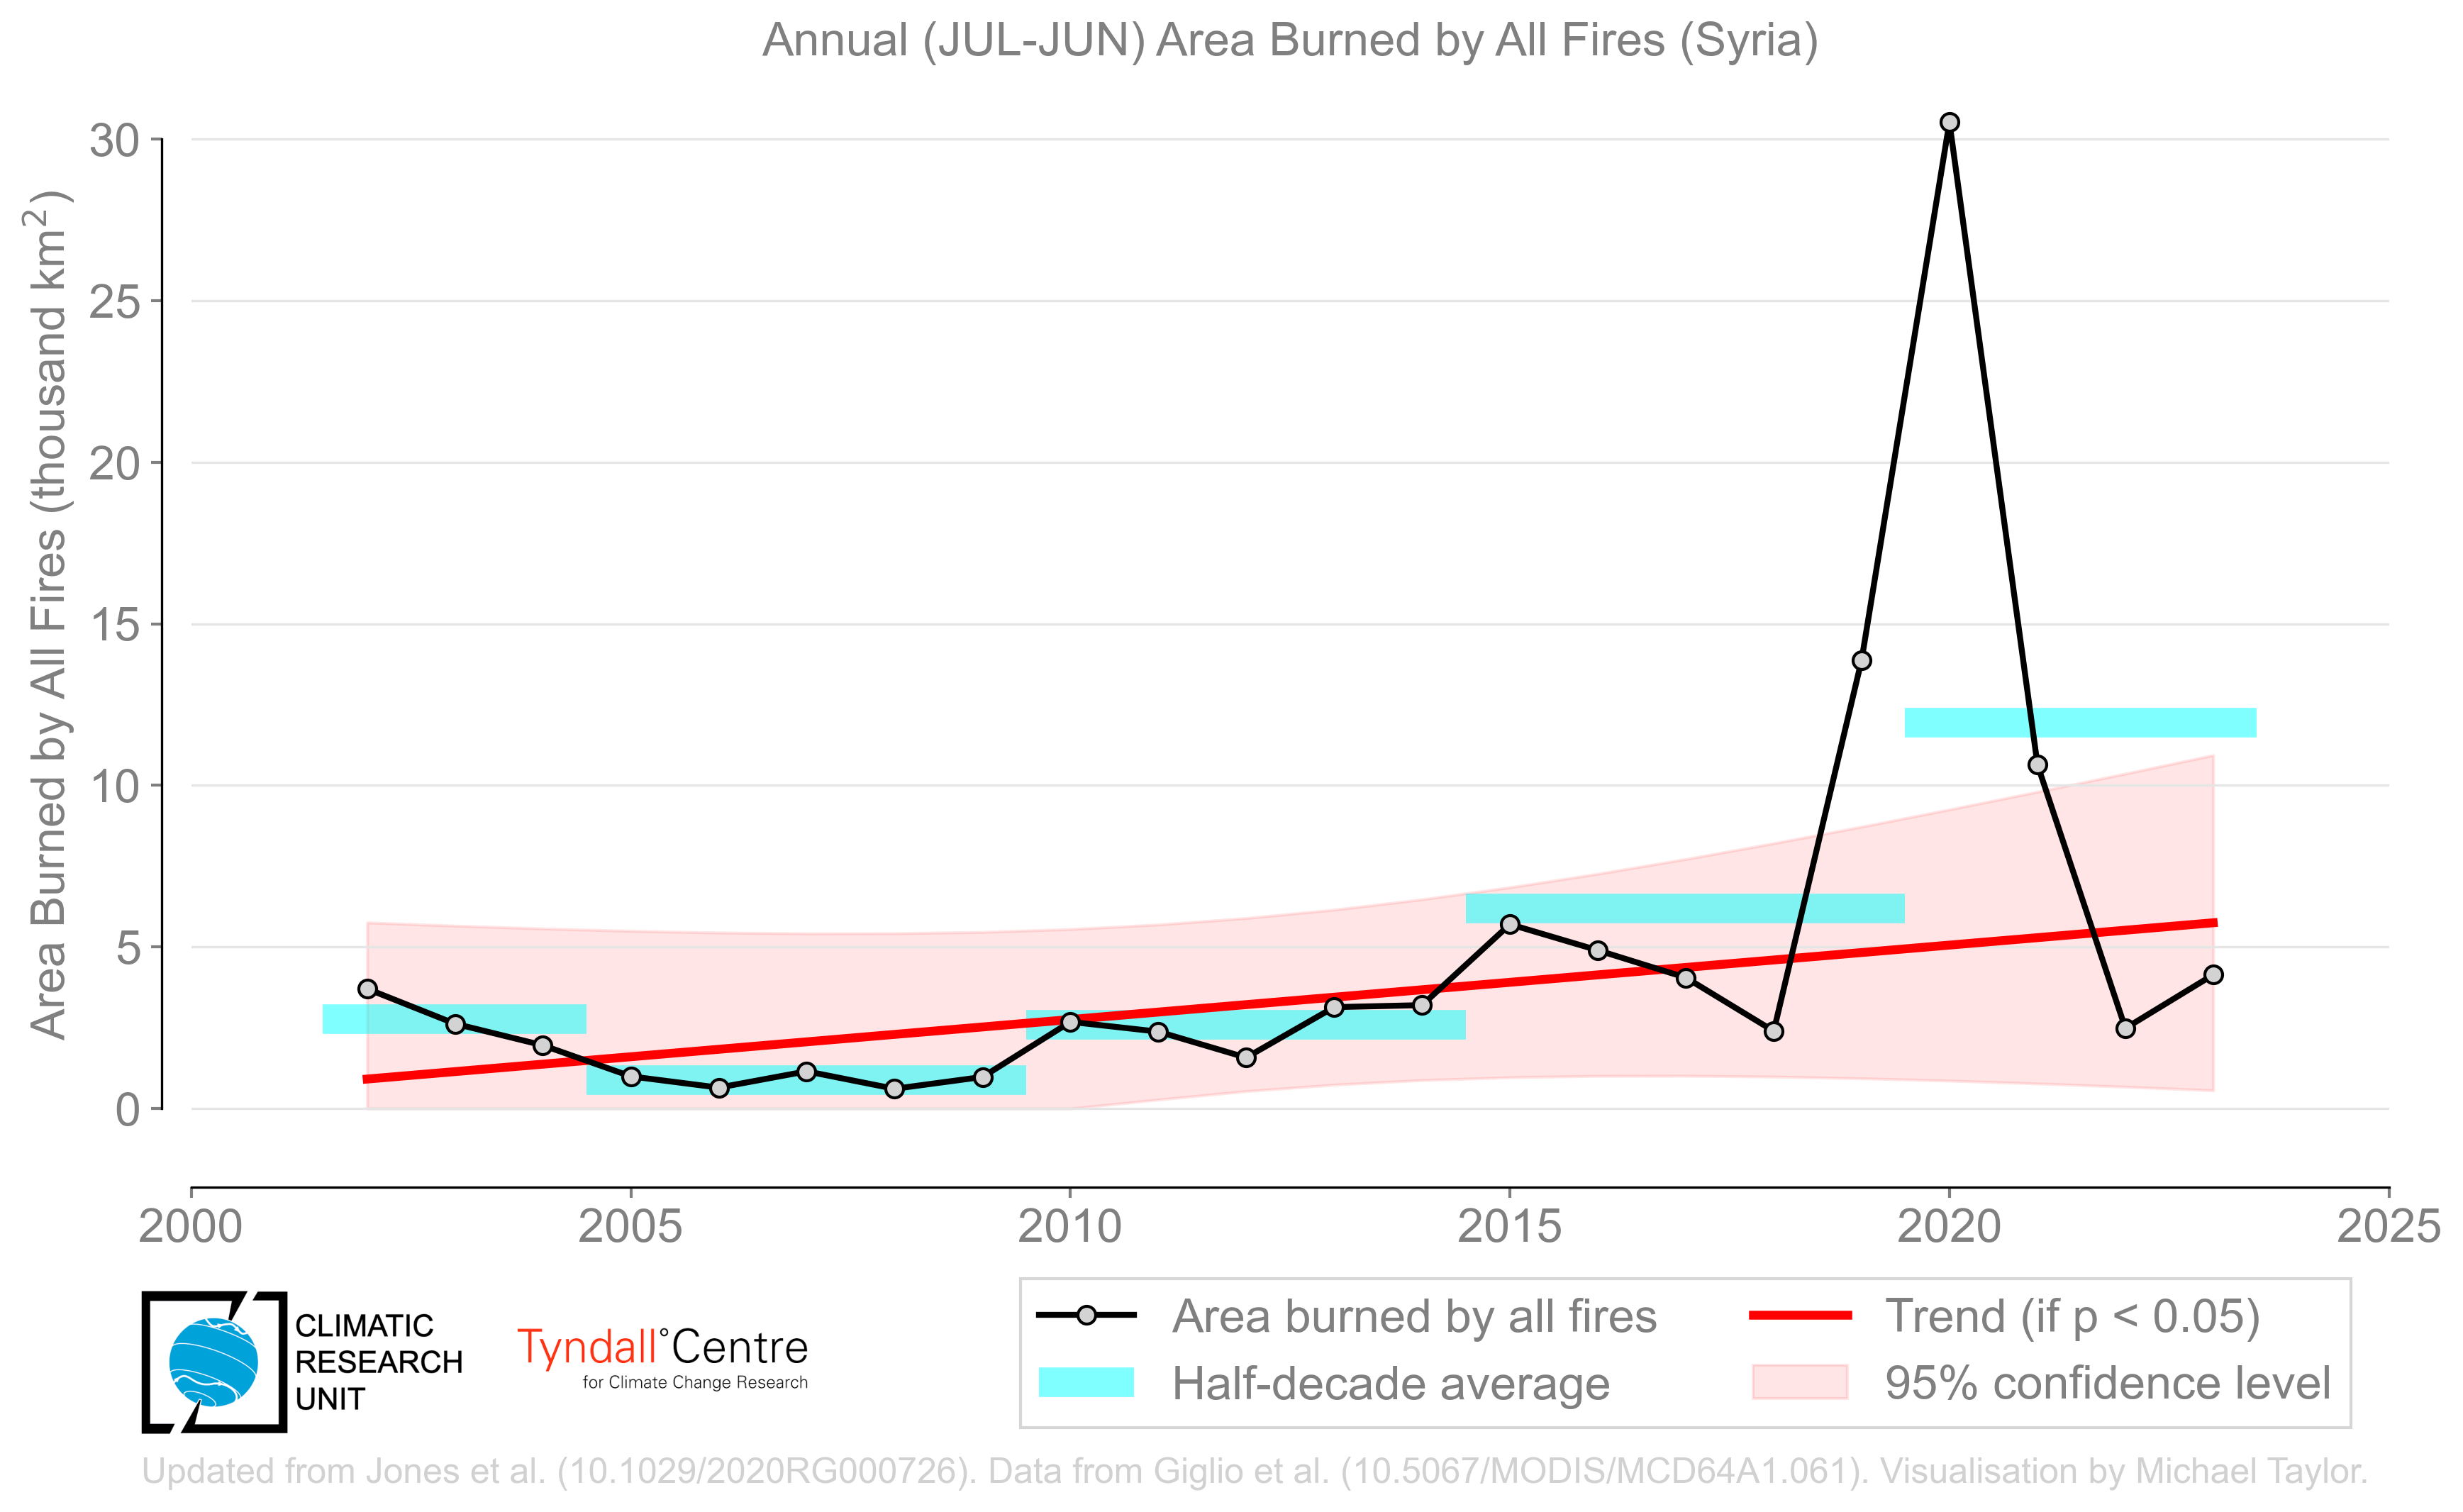 Annual (JUL-JUN) Area Burned by All Fires (Syria)
Area Burned by All Fires (thousand km²)
30
25
20
15
10
5
0
2000 2005 2010 2015 2020 2025
CLIMATIC
RESEARCH
UNIT
Tyndall°Centre
for Climate Change Research
Area burned by all fires
Half-decade average
Trend (if p < 0.05)
95% confidence level
Updated from Jones et al. (10.1029/2020RG000726). Data from Giglio et al. (10.5067/MODIS/MCD64A1.061). Visualisation by Michael Taylor.